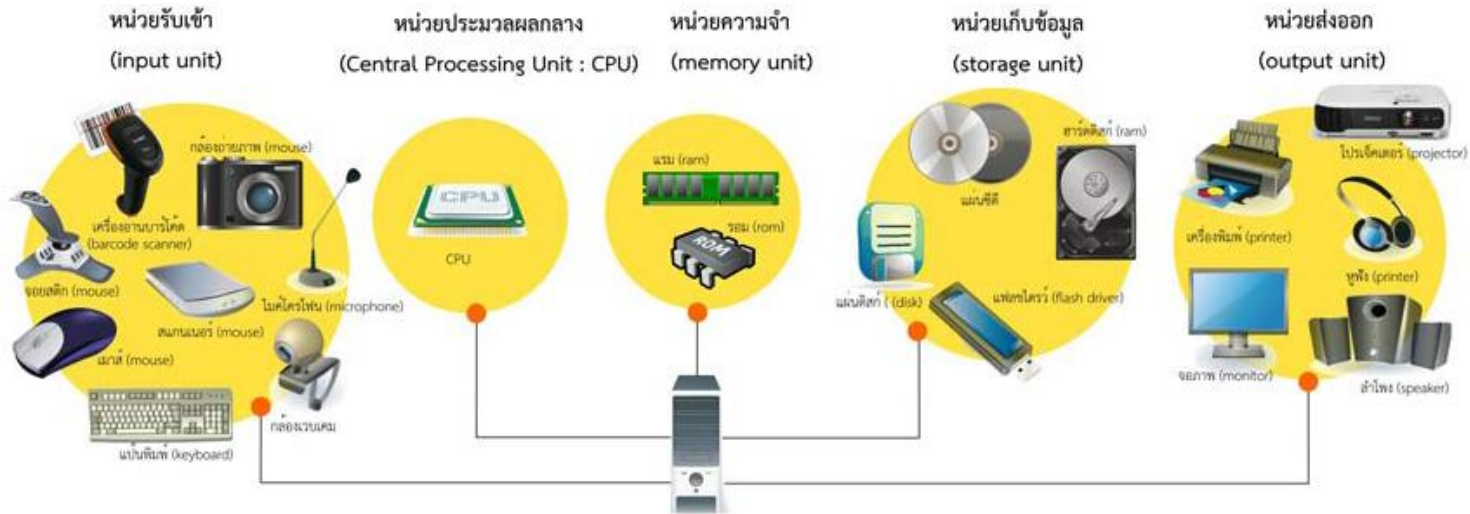 หน่วยรับเข้า
(input unit)
หน่วยประมวลผลกลาง
(Central Processing Unit : CPU)
หน่วยความจำ
(memory unit)
หน่วยเก็บข้อมูล
(storage unit)
หน่วยส่งออก
(output unit)
กล้องถ่ายภาพ (mouse)
เครื่องอ่านบาร์โค้ด
(barcode scanner)
จอยสติก (mouse)
สแกนเนอร์ (mouse)
ไมค์โครโฟน (microphone)
เมาส์ (mouse)
กล้องเวบแคม
แป้นพิมพ์ (keyboard)
CPU
CPU
แรม (ram)
รอม (rom)
ROM
ฮาร์ดดิสก์ (ram)
แผ่นซีดี
แผ่นดิสก์ ( (disk)
แฟลชไดรว์ (flash driver)
โปรเจ็คเตอร์ (projector)
เครื่องพิมพ์ (printer)
หูฟัง (printer)
จอภาพ (monitor)
ลำโพง (speaker)